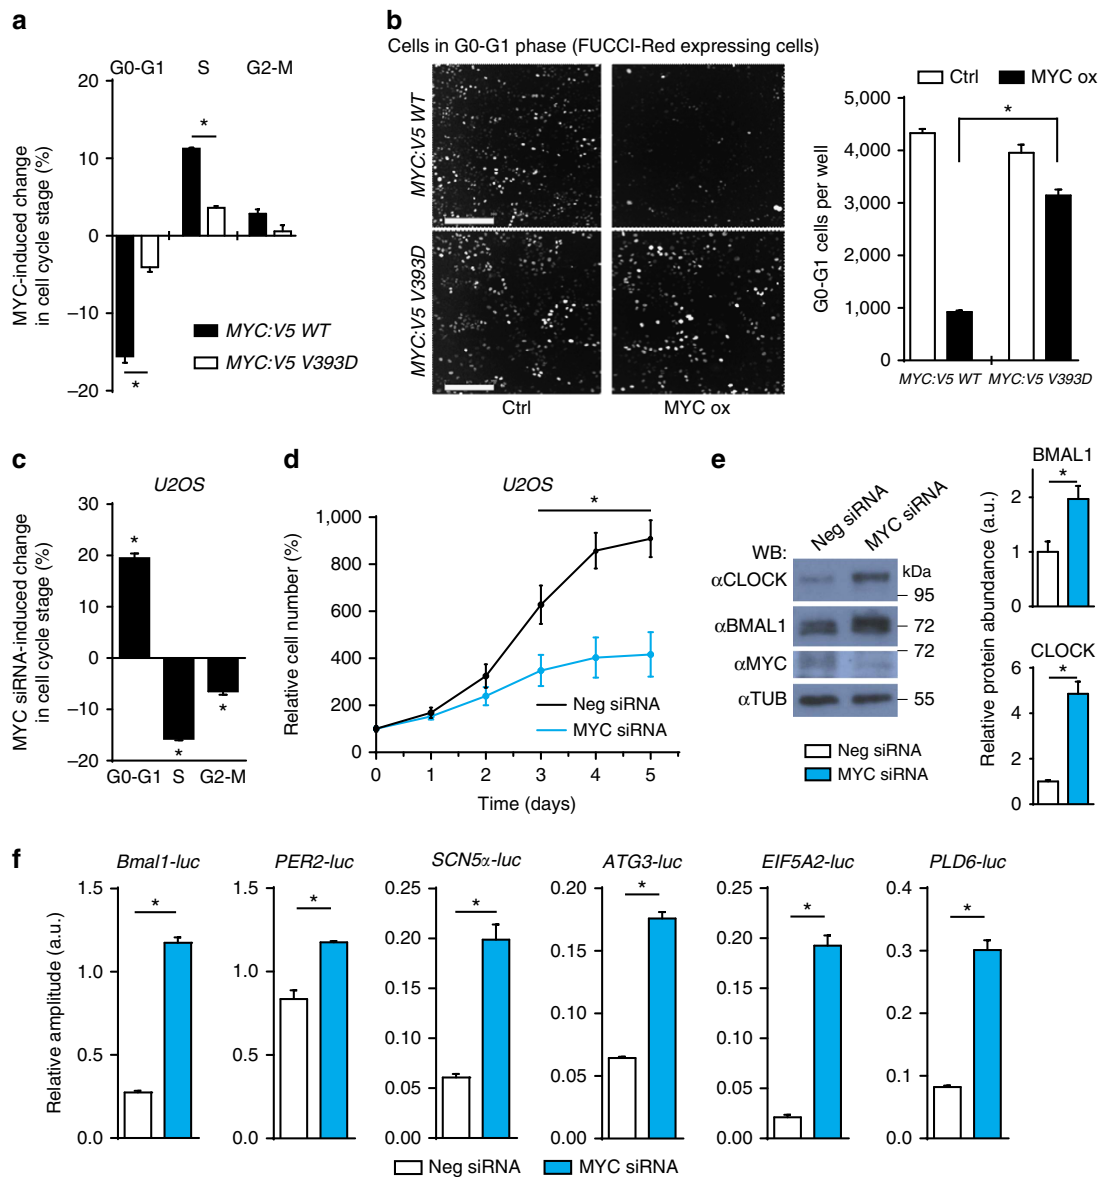 a
G0-G1 S G2-M
MYC-induced change
in cell cycle stage (%)
20
10
0
–10
–20
*
*
MYC:V5 WT
MYC:V5 V393D
b
Cells in G0-G1 phase (FUCCI-Red expressing cells)
MYC:V5 WT
MYC:V5 V393D
Ctrl MYC ox
Ctrl MYC ox
G0-G1 cells per well
5,000
4,000
3,000
2,000
1,000
0
*
MYC:V5 WT MYC:V5 V393D
c
U2OS
MYC siRNA-induced change
in cell cycle stage (%)
30
20
10
0
–10
–20
*
*
*
G0-G1 S G2-M
d
U2OS
Relative cell number (%)
1,000
800
600
400
200
0
*
Neg siRNA
MYC siRNA
0 1 2 3 4 5
Time (days)
e
Neg siRNA
MYC siRNA
WB:
kDa
αCLOCK
95
αBMAL1
72
72
αMYC
αTUB
55
Neg siRNA
MYC siRNA
Relative protein abundance (a.u.)
BMAL1
*
2
1
0
CLOCK
*
6
4
2
0
f
Relative amplitude (a.u.)
Bmal1-luc
1.5
1.0
0.5
0.0
*
PER2-luc
1.5
1.0
0.5
0.0
*
SCN5α-luc
0.25
0.20
0.15
0.10
0.05
0.00
*
ATG3-luc
0.20
0.15
0.10
0.05
0.00
*
EIF5A2-luc
0.25
0.20
0.15
0.10
0.05
0.00
*
PLD6-luc
0.4
0.3
0.2
0.1
0.0
*
Neg siRNA MYC siRNA